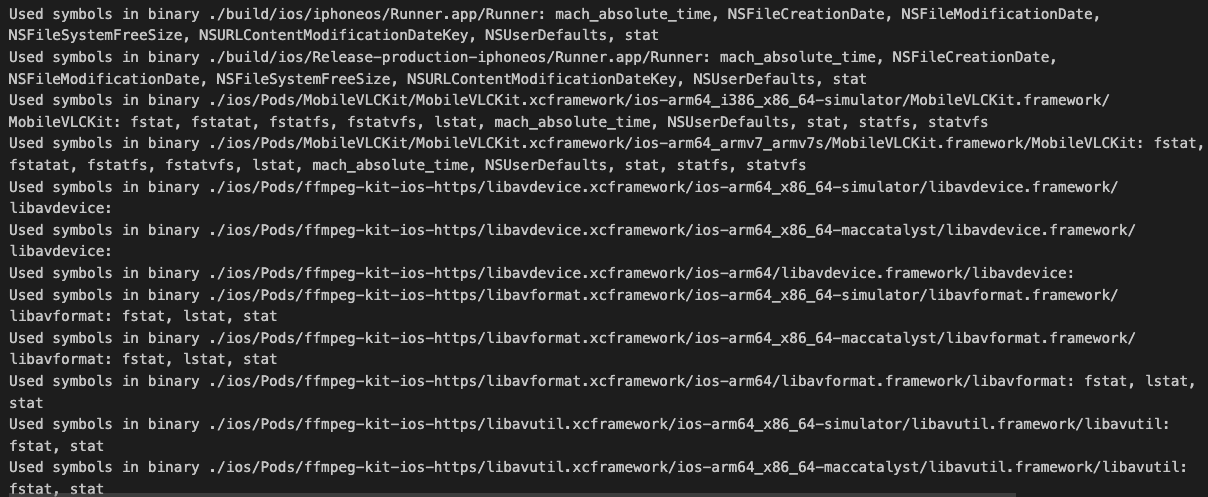 Used symbols in binary ./build/ios/iphoneos/Runner.app/Runner: mach_absolute_time, NSFileCreationDate, NSFileModificationDate,
NSFileSystemFreeSize, NSURLContentModificationDateKey, NSUserDefaults, stat
Used symbols in binary ./build/ios/Release-production-iphoneos/Runner.app/Runner: mach_absolute_time, NSFileCreationDate,
NSFileModificationDate, NSFileSystemFreeSize, NSURLContentModificationDateKey, NSUserDefaults, stat
Used symbols in binary ./ios/Pods/MobileVLCKit/MobileVLCKit.xcframework/ios-arm64_i386_x86_64-simulator/MobileVLCKit.framework/
MobileVLCKit: fstat, fstatat, fstatfs, fstatvfs, lstat, mach_absolute_time, NSUserDefaults, stat, statfs, statvfs
Used symbols in binary ./ios/Pods/MobileVLCKit/MobileVLCKit.xcframework/ios-arm64_armv7_armv7s/MobileVLCKit.framework/MobileVLCKit: fstat,
fstatat, fstatfs, fstatvfs, lstat, mach_absolute_time, NSUserDefaults, stat, statfs, statvfs
Used symbols in binary ./ios/Pods/ffmpeg-kit-ios-https/libavdevice.xcframework/ios-arm64_x86_64-simulator/libavdevice.framework/
libavdevice:
Used symbols in binary ./ios/Pods/ffmpeg-kit-ios-https/libavdevice.xcframework/ios-arm64_x86_64-maccatalyst/libavdevice.framework/
libavdevice:
Used symbols in binary ./ios/Pods/ffmpeg-kit-ios-https/libavdevice.xcframework/ios-arm64/libavdevice.framework/libavdevice:
Used symbols in binary ./ios/Pods/ffmpeg-kit-ios-https/libavformat.xcframework/ios-arm64_x86_64-simulator/libavformat.framework/
libavformat: fstat, lstat, stat
Used symbols in binary ./ios/Pods/ffmpeg-kit-ios-https/libavformat.xcframework/ios-arm64_x86_64-maccatalyst/libavformat.framework/
libavformat: fstat, lstat, stat
Used symbols in binary ./ios/Pods/ffmpeg-kit-ios-https/libavformat.xcframework/ios-arm64/libavformat.framework/libavformat: fstat, lstat,
stat
Used symbols in binary ./ios/Pods/ffmpeg-kit-ios-https/libavutil.xcframework/ios-arm64_x86_64-simulator/libavutil.framework/libavutil:
fstat, stat
Used symbols in binary ./ios/Pods/ffmpeg-kit-ios-https/libavutil.xcframework/ios-arm64_x86_64-maccatalyst/libavutil.framework/libavutil:
fstat, stat